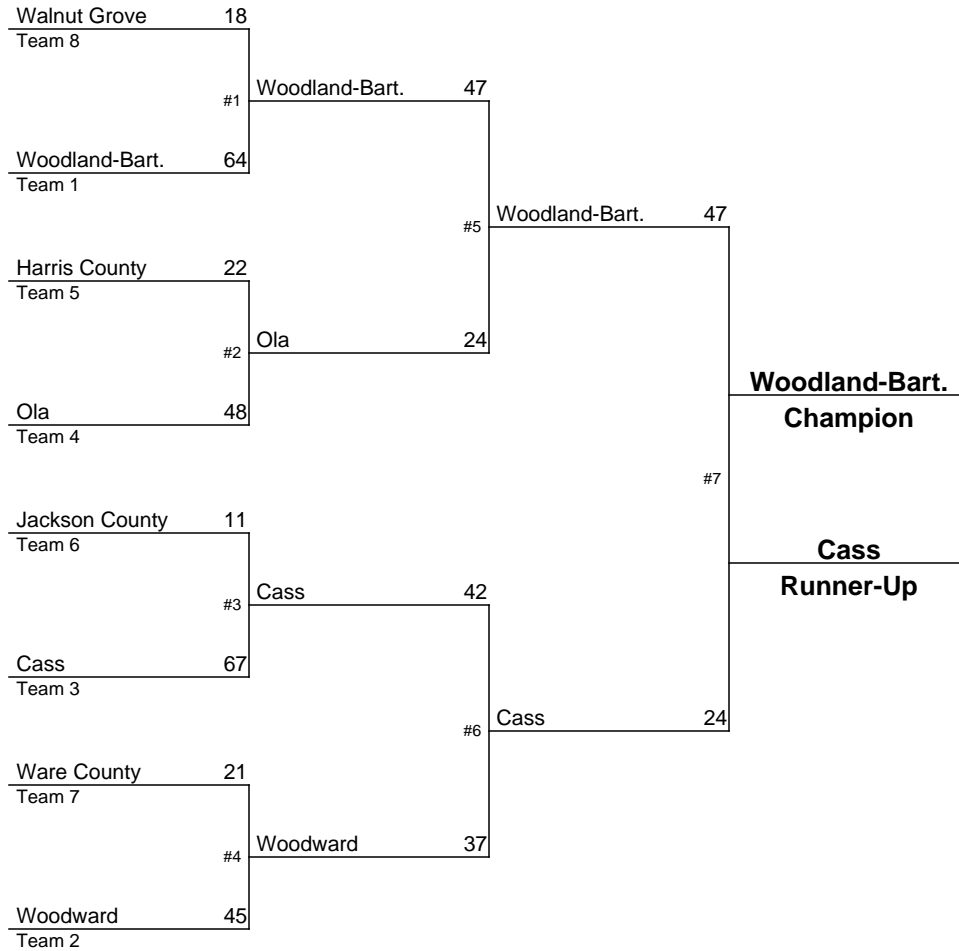 Walnut Grove 18
Team 8
Woodland-Bart. 47
#1
Woodland-Bart. 64
Team 1
Woodland-Bart. 47
#5
Harris County 22
Team 5
Ola 24
#2
Woodland-Bart.
Champion
Ola 48
Team 4
#7
Jackson County 11
Team 6
Cass
Runner-Up
Cass 42
#3
Cass 67
Team 3
Cass 24
#6
Ware County 21
Team 7
Woodward 37
#4
Woodward 45
Team 2